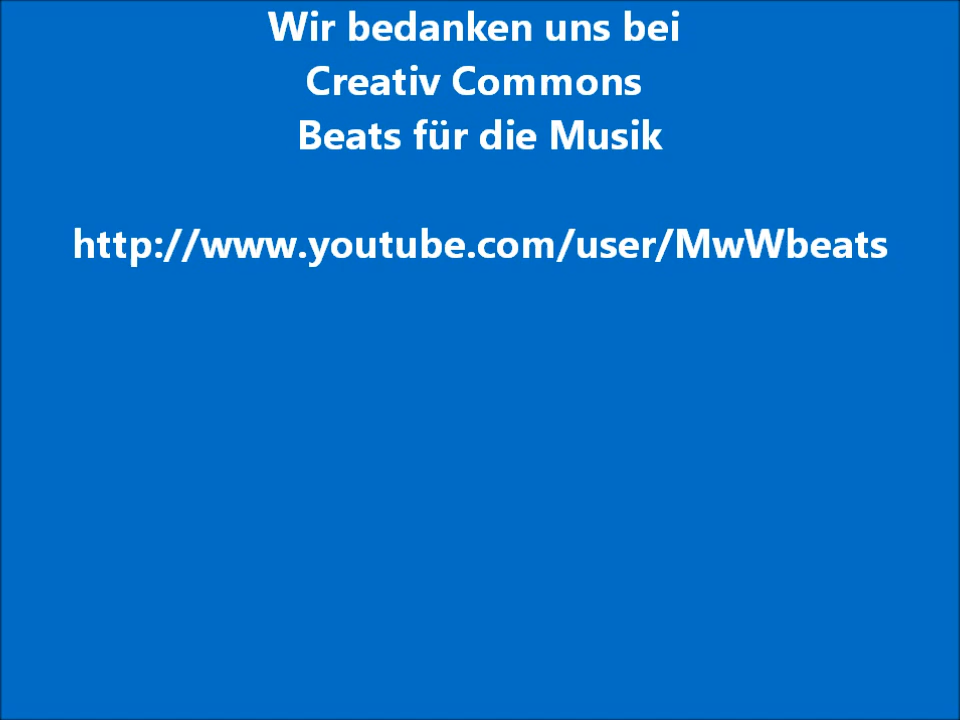 Wir bedanken uns bei
Creativ Commons
Beats für die Musik
http://www.youtube.com/user/MwWbeats